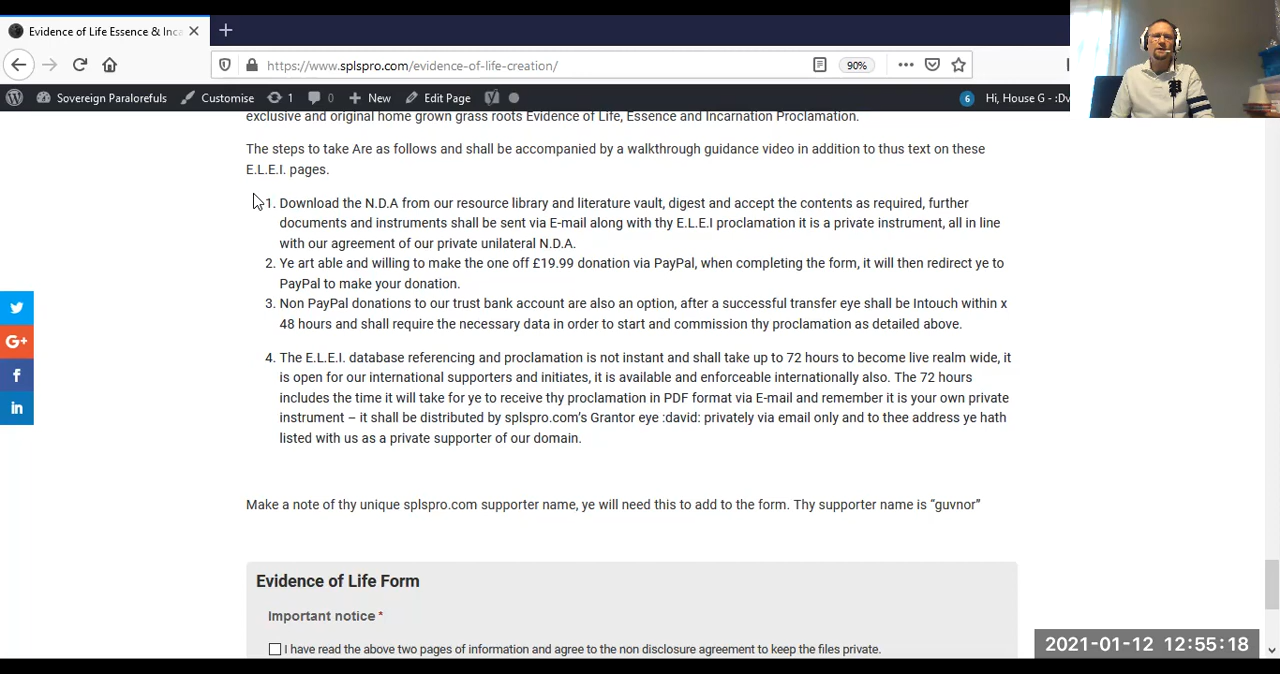 Evidence of Life Essence & Inca
https://www.splspro.com/evidence-of-life-creation/
90%
Sovereign Paralorefuls
Customise
1
0
New
Edit Page
6
Hi, House G - :Dv
exclusive and original home grown grass roots Evidence of Life, Essence and Incarnation Proclamation.
The steps to take Are as follows and shall be accompanied by a walkthrough guidance video in addition to thus text on these
E.L.E.I. pages.
1. Download the N.D.A from our resource library and literature vault, digest and accept the contents as required, further
documents and instruments shall be sent via E-mail along with thy E.L.E.I proclamation it is a private instrument, all in line
with our agreement of our private unilateral N.D.A.
2. Ye art able and willing to make the one off £19.99 donation via PayPal, when completing the form, it will then redirect ye to
PayPal to make your donation.
3. Non PayPal donations to our trust bank account are also an option, after a successful transfer eye shall be Intouch within x
48 hours and shall require the necessary data in order to start and commission thy proclamation as detailed above.
4. The E.L.E.I. database referencing and proclamation is not instant and shall take up to 72 hours to become live realm wide, it
is open for our international supporters and initiates, it is available and enforceable internationally also. The 72 hours
includes the time it will take for ye to receive thy proclamation in PDF format via E-mail and remember it is your own private
instrument – it shall be distributed by splspro.com's Grantor eye :david: privately via email only and to thee address ye hath
listed with us as a private supporter of our domain.
Make a note of thy unique splspro.com supporter name, ye will need this to add to the form. Thy supporter name is “guvnor”
Evidence of Life Form
Important notice *
I have read the above two pages of information and agree to the non disclosure agreement to keep the files private.
G+
f
in
2021-01-12 12:55:18